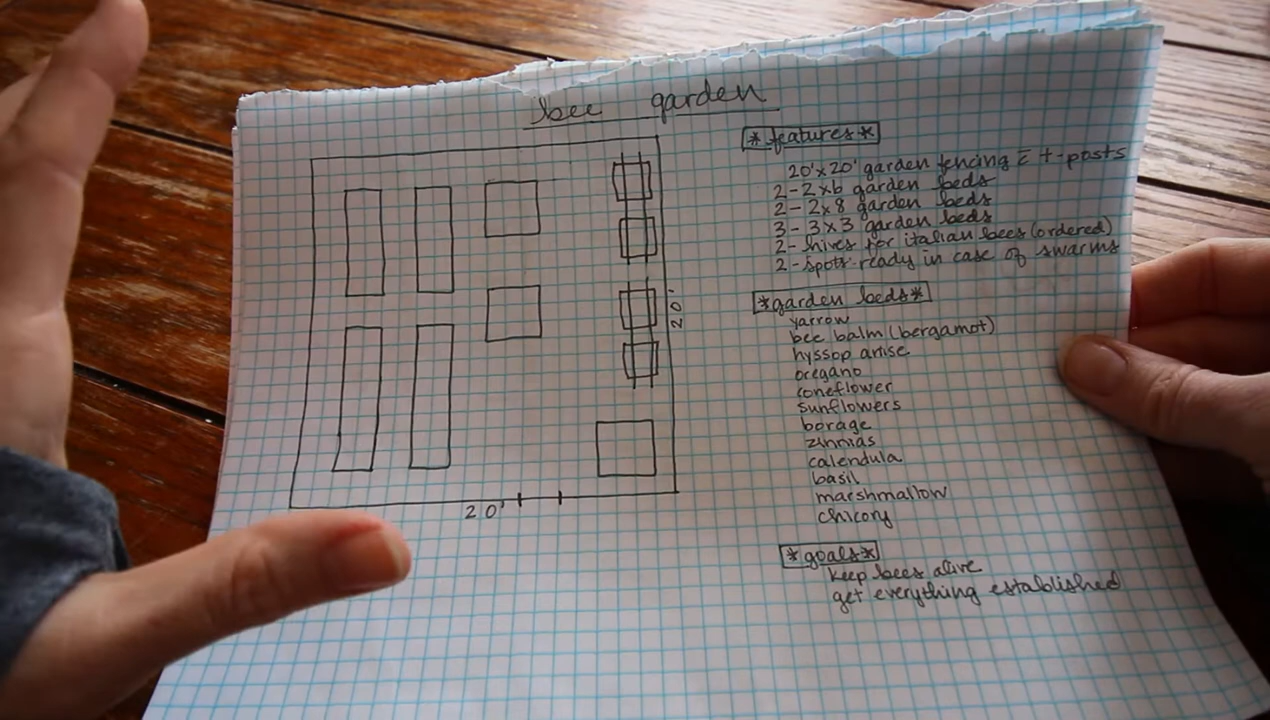 bee garden
*features*
20'x20' garden fencing c̄ t-posts
2-2x6 garden beds
2-2x8 garden beds
3-3x3 garden beds
2-hives for italian bees (ordered)
2-spots ready in case of swarms
20'
*garden beds*
yarrow
bee balm (bergamot)
hyssop anise
oregano
coneflower
sunflowers
borage
zinnias
calendula
basil
marshmallow
chicory
20'
*goals*
keep bees alive
get everything established